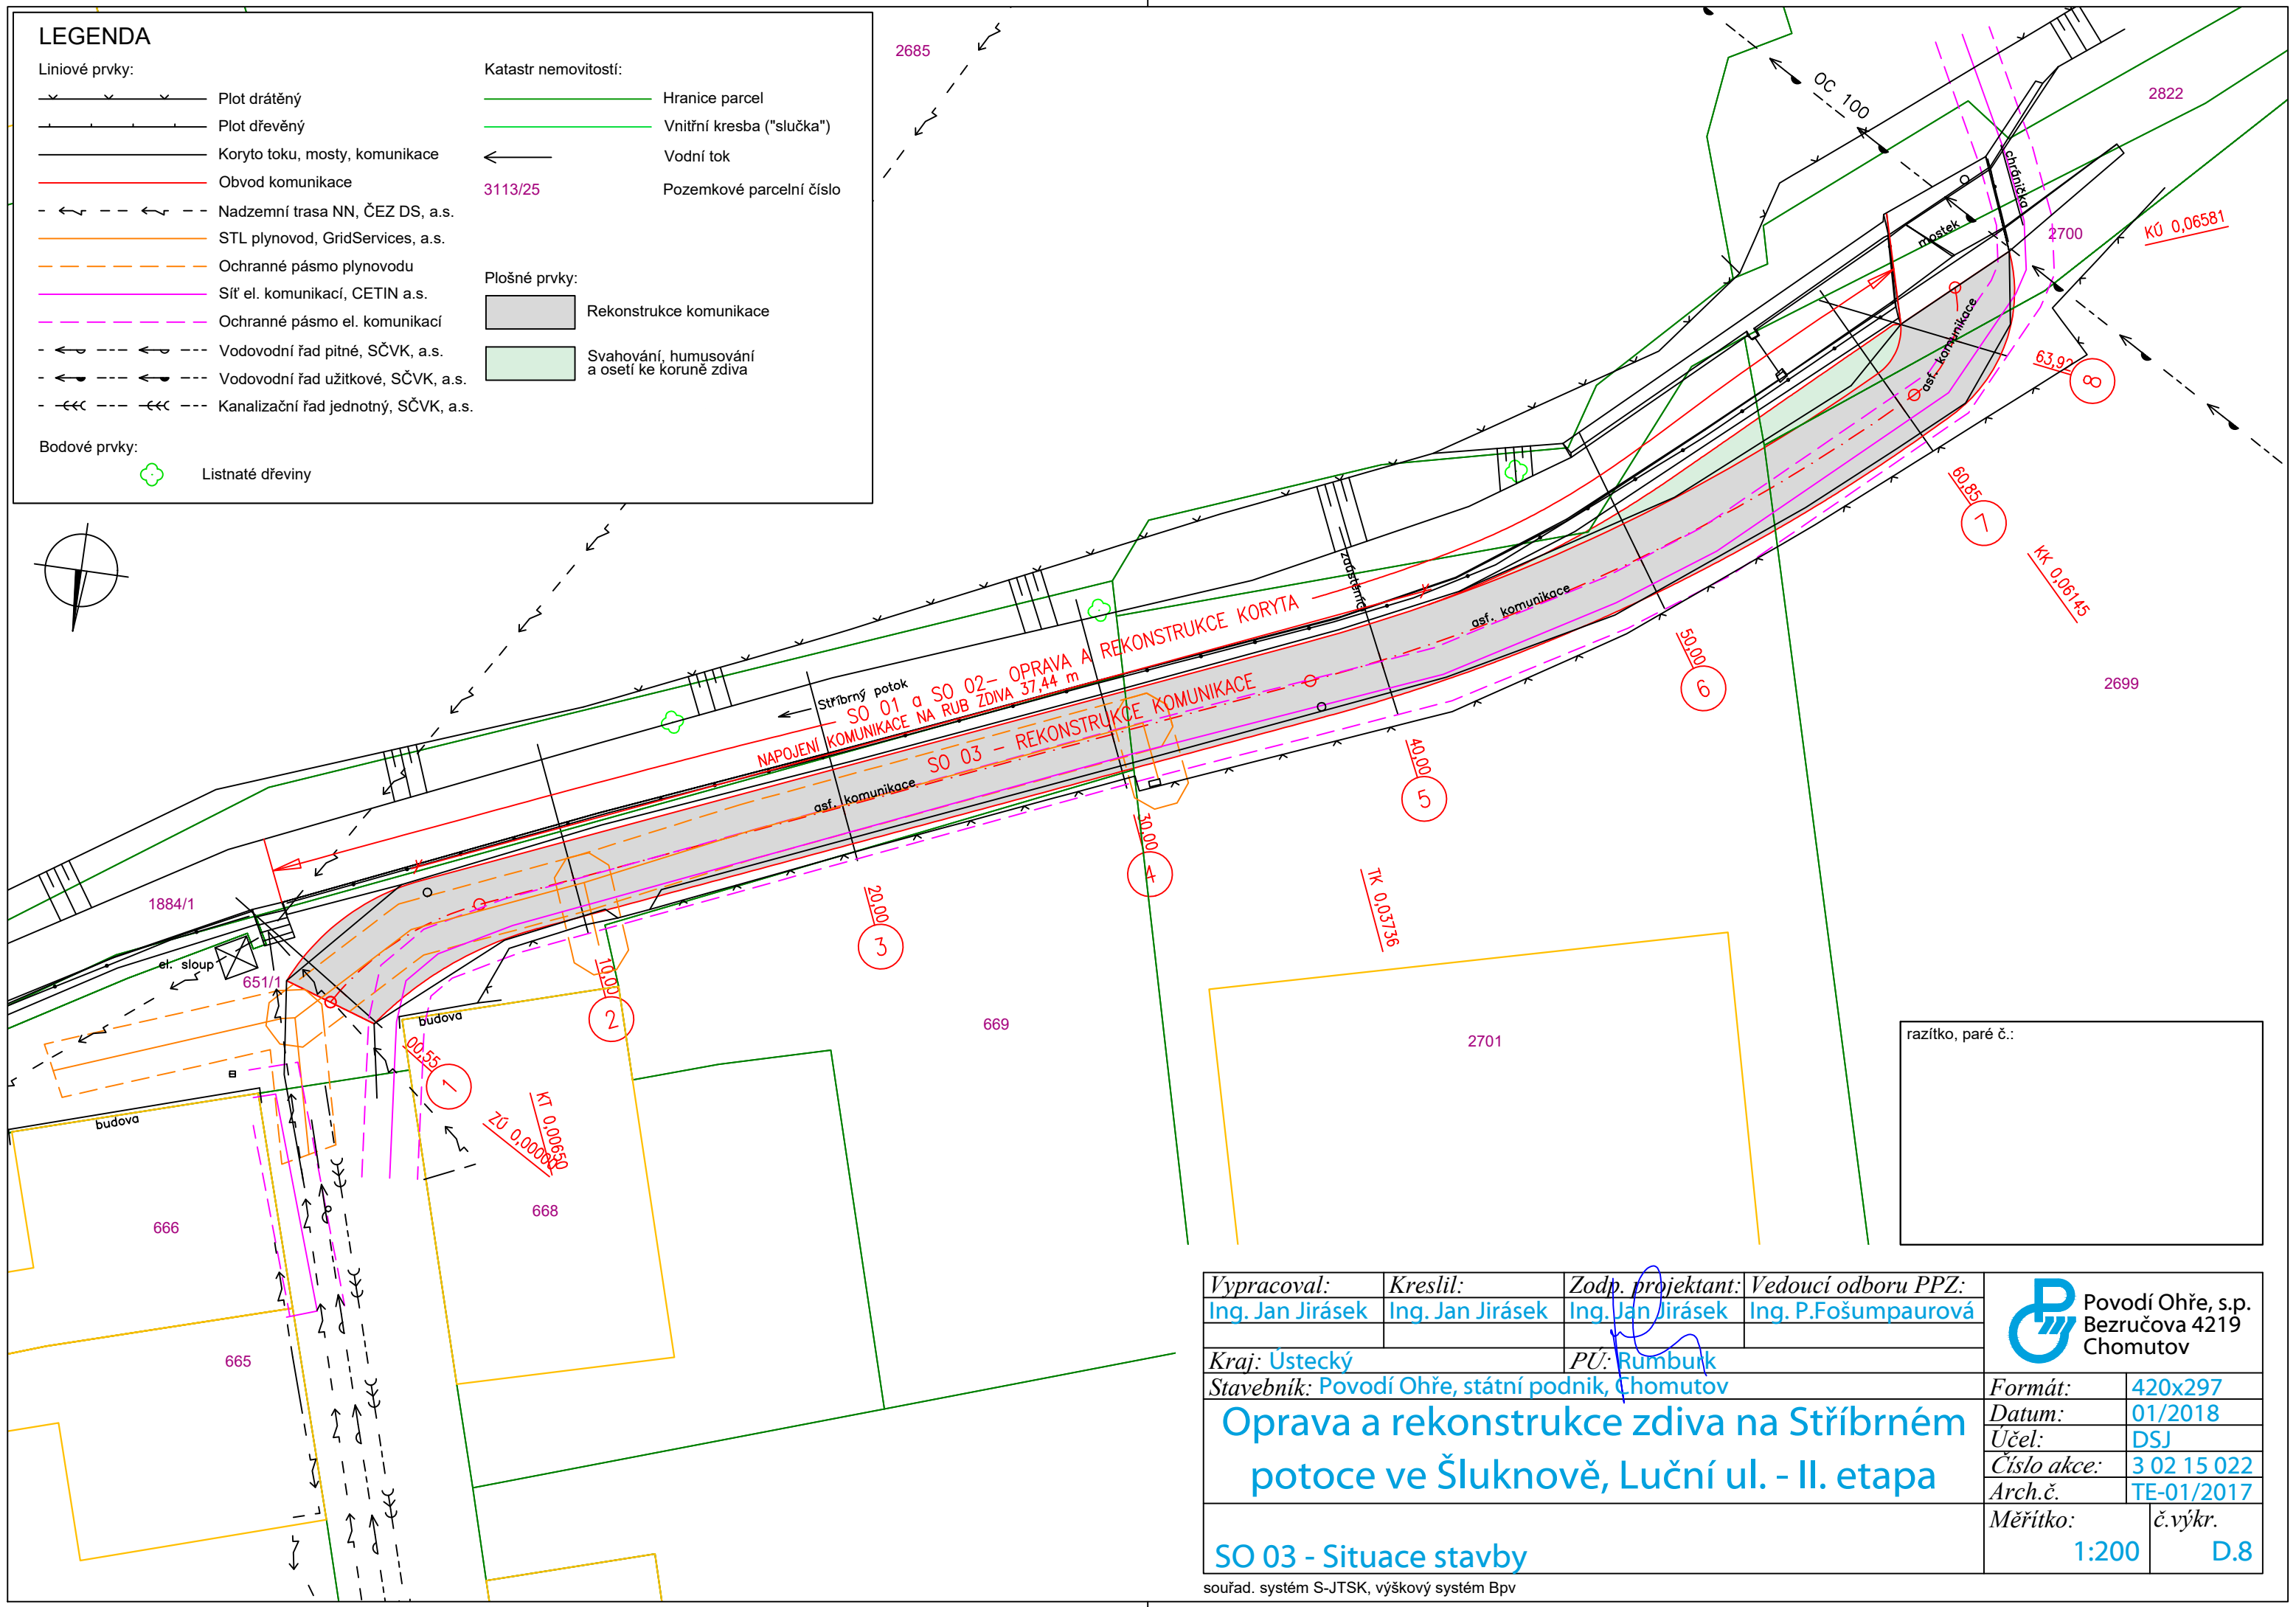 LEGENDA
Liniové prvky:
Plot drátěný
Plot dřevěný
Koryto toku, mosty, komunikace
Obvod komunikace
Nadzemní trasa NN, ČEZ DS, a.s.
STL plynovod, GridServices, a.s.
Ochranné pásmo plynovodu
Síť el. komunikací, CETIN a.s.
Ochranné pásmo el. komunikací
Vodovodní řad pitné, SČVK, a.s.
Vodovodní řad užitkové, SČVK, a.s.
Kanalizační řad jednotný, SČVK, a.s.
Bodové prvky:
Listnaté dřeviny
Katastr nemovitostí:
Hranice parcel
Vnitřní kresba ("slučka")
Vodní tok
3113/25
Pozemkové parcelní číslo
Plošné prvky:
Rekonstrukce komunikace
Svahování, humusování
a osetí ke koruně zdiva
2685
OC 100
2822
chránička
mostek
2700
KÚ 0,06581
asf. komunikace
63,92
8
60,85
7
KK 0,06145
zaústění
asf. komunikace
50,00
6
2699
Stříbrný potok
SO 01 a SO 02- OPRAVA A REKONSTRUKCE KORYTA
NAPOJENÍ KOMUNIKACE NA RUB ZDIVA 37,44 m
SO 03 - REKONSTRUKCE KOMUNIKACE
asf. komunikace
40,00
5
30,00
4
TK 0,03736
20,00
3
1884/1
el. sloup
651/1
10,00
2
budova
00,55
1
KT 0,00650
ZÚ 0,00000
669
2701
budova
666
668
665
razítko, paré č.:
Vypracoval: Kreslil: Zodp. projektant: Vedoucí odboru PPZ:
Ing. Jan Jirásek Ing. Jan Jirásek Ing. Jan Jirásek Ing. P.Fošumpaurová
Povodí Ohře, s.p.
Bezručova 4219
Chomutov
Kraj: Ústecký PÚ: Rumburk
Stavebník: Povodí Ohře, státní podnik, Chomutov
Formát: 420x297
Datum: 01/2018
Účel: DSJ
Číslo akce: 3 02 15 022
Arch.č. TE-01/2017
Oprava a rekonstrukce zdiva na Stříbrném
potoce ve Šluknově, Luční ul. - II. etapa
Měřítko: č.výkr.
1:200 D.8
SO 03 - Situace stavby
souřad. systém S-JTSK, výškový systém Bpv